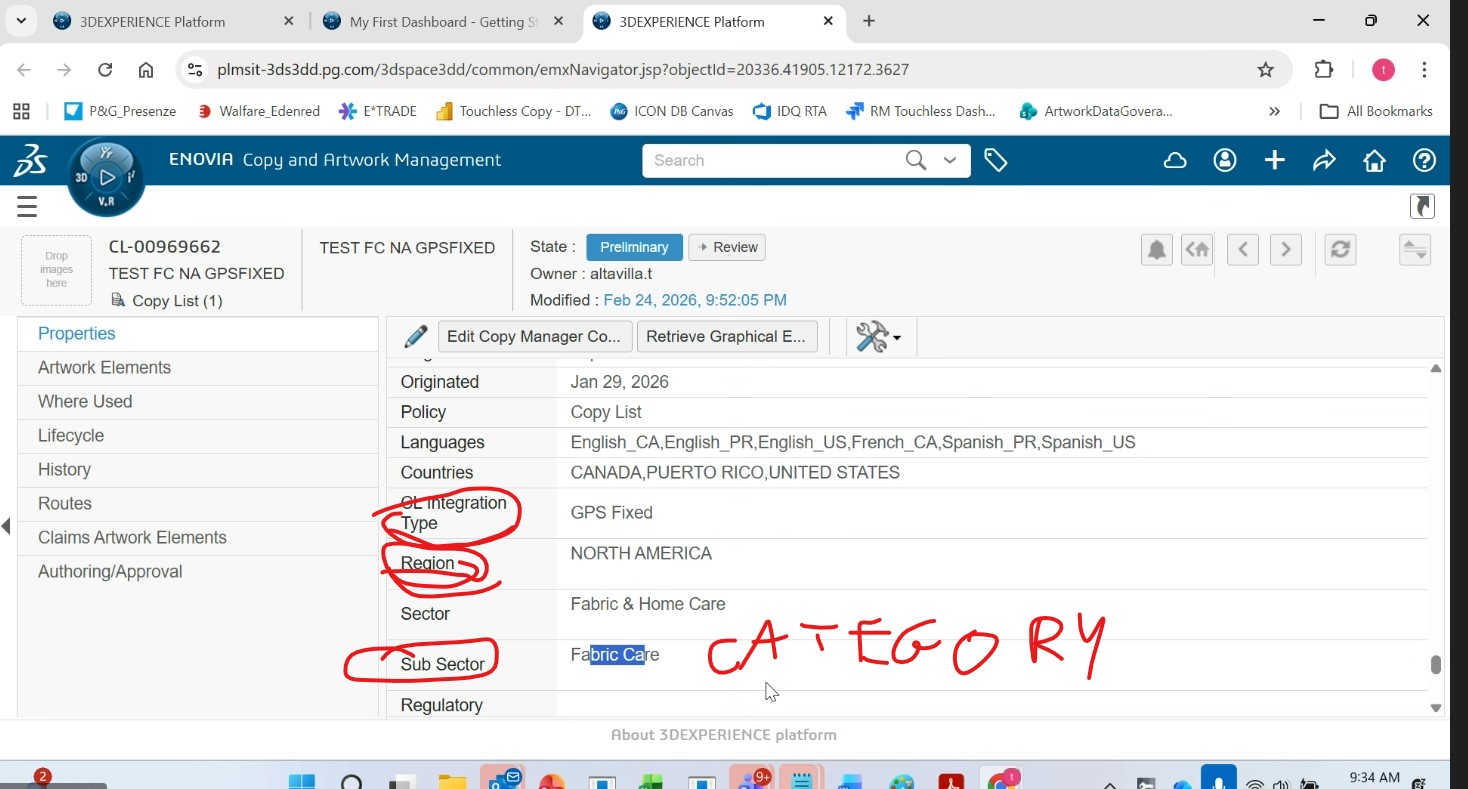 3DEXPERIENCE Platform
My First Dashboard - Getting S
3DEXPERIENCE Platform
plmsit-3ds3dd.pg.com/3dspace3dd/common/emxNavigator.jsp?objectId=20336.41905.12172.3627
t
P&G_Presenze
Walfare_Edenred
E*TRADE
Touchless Copy - DT...
ICON DB Canvas
IDQ RTA
RM Touchless Dash...
ArtworkDataGovera...
»
All Bookmarks
3D
V.R
ENOVIA Copy and Artwork Management
Search
Drop images here
CL-00969662
TEST FC NA GPSFIXED
Copy List (1)
TEST FC NA GPSFIXED
State : Preliminary Review
Owner : altavilla.t
Modified : Feb 24, 2026, 9:52:05 PM
Properties
Artwork Elements
Where Used
Lifecycle
History
Routes
Claims Artwork Elements
Authoring/Approval
Edit Copy Manager Co...
Retrieve Graphical E...
Originated Jan 29, 2026
Policy Copy List
Languages English_CA,English_PR,English_US,French_CA,Spanish_PR,Spanish_US
Countries CANADA,PUERTO RICO,UNITED STATES
CL Integration Type GPS Fixed
Region NORTH AMERICA
Sector Fabric & Home Care
Sub Sector Fabric Care CATEGORY
Regulatory
About 3DEXPERIENCE platform
2
9+
1
9:34 AM